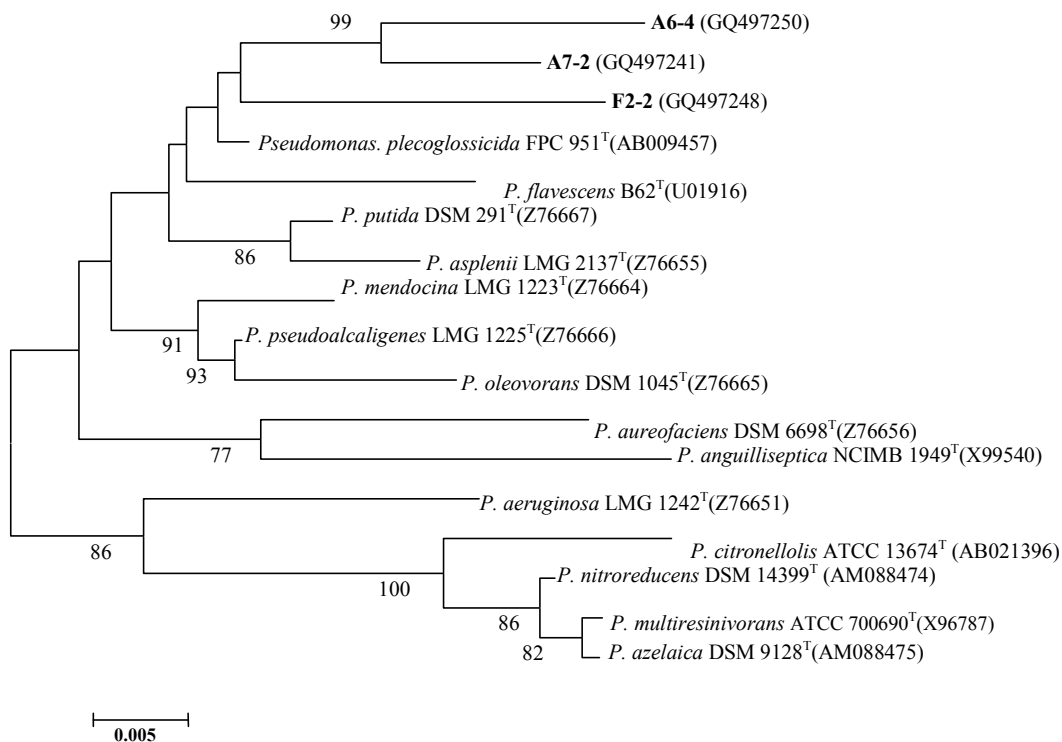 99
A6-4 (GQ497250)
A7-2 (GQ497241)
F2-2 (GQ497248)
Pseudomonas. plecoglossicida FPC 951T(AB009457)
P. flavescens B62T(U01916)
P. putida DSM 291T(Z76667)
86
P. asplenii LMG 2137T(Z76655)
P. mendocina LMG 1223T(Z76664)
91
P. pseudoalcaligenes LMG 1225T(Z76666)
93
P. oleovorans DSM 1045T(Z76665)
P. aureofaciens DSM 6698T(Z76656)
77
P. anguilliseptica NCIMB 1949T(X99540)
P. aeruginosa LMG 1242T(Z76651)
86
P. citronellolis ATCC 13674T (AB021396)
100
P. nitroreducens DSM 14399T (AM088474)
86
P. multiresinivorans ATCC 700690T(X96787)
82
P. azelaica DSM 9128T(AM088475)
0.005